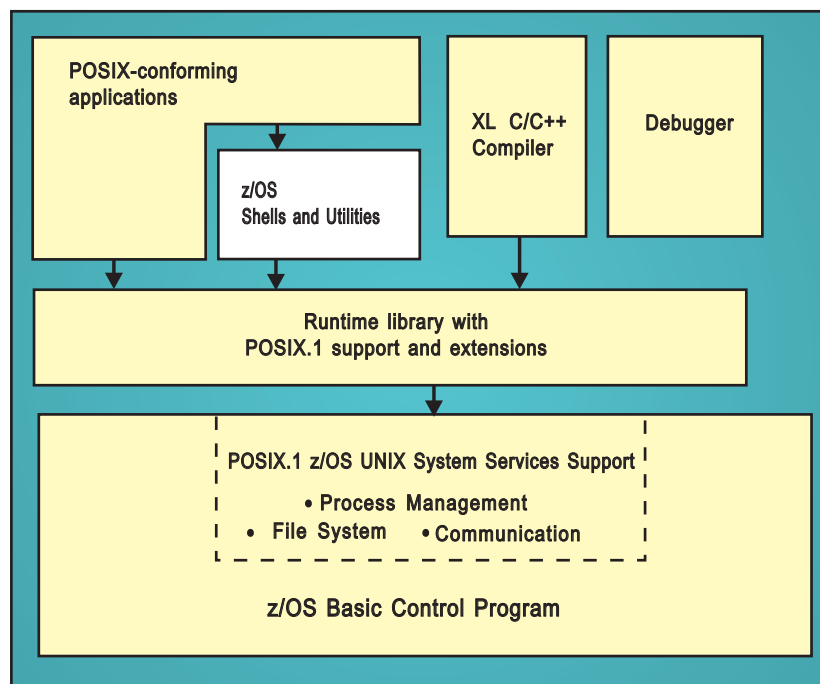 POSIX-conforming
applications
XL C/C++
Compiler
Debugger
z/OS
Shells and Utilities
Runtime library with
POSIX.1 support and extensions
POSIX.1 z/OS UNIX System Services Support
• Process Management
• File System • Communication
z/OS Basic Control Program